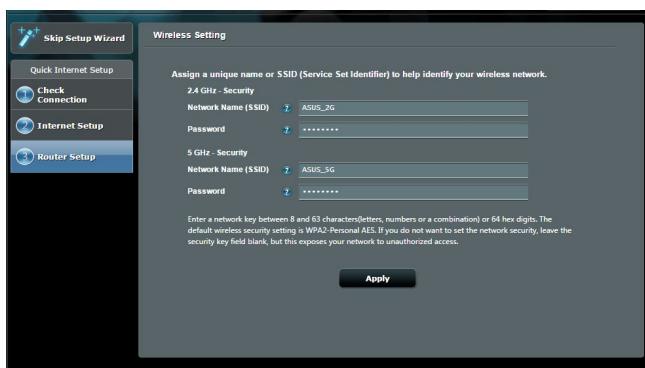 Skip Setup Wizard
Quick Internet Setup
1 Check
Connection
2 Internet Setup
3 Router Setup
Wireless Setting
Assign a unique name or SSID (Service Set Identifier) to help identify your wireless network.
2.4 GHz - Security
Network Name (SSID) ? ASUS_2G
Password ? ••••••••
5 GHz - Security
Network Name (SSID) ? ASUS_5G
Password ? ••••••••
Enter a network key between 8 and 63 characters(letters, numbers or a combination) or 64 hex digits. The
default wireless security setting is WPA2-Personal AES. If you do not want to set the network security, leave the
security key field blank, but this exposes your network to unauthorized access.
Apply